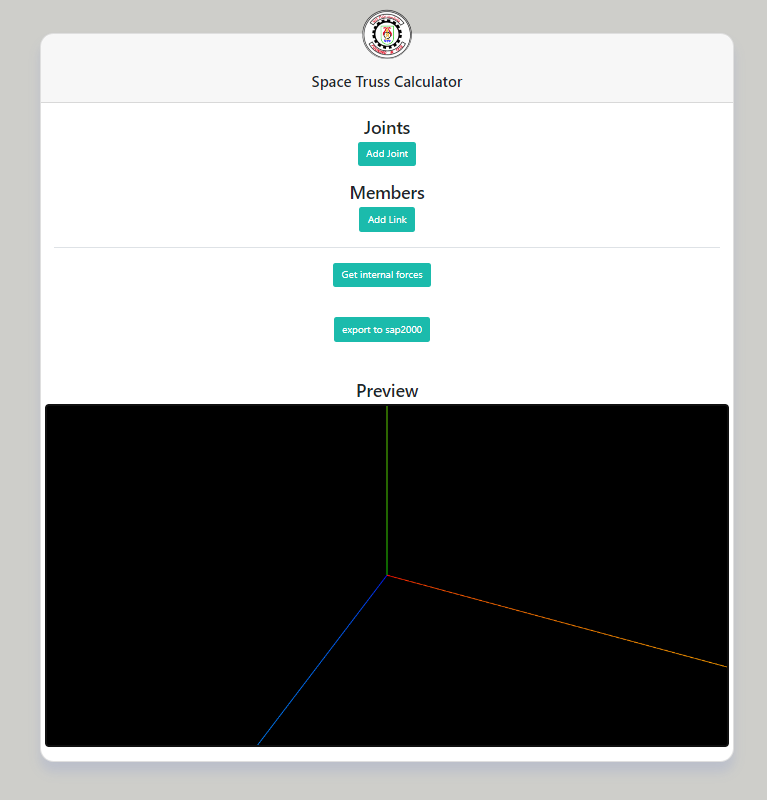 Space Truss Calculator
Joints
Add Joint
Members
Add Link
Get internal forces
export to sap2000
Preview